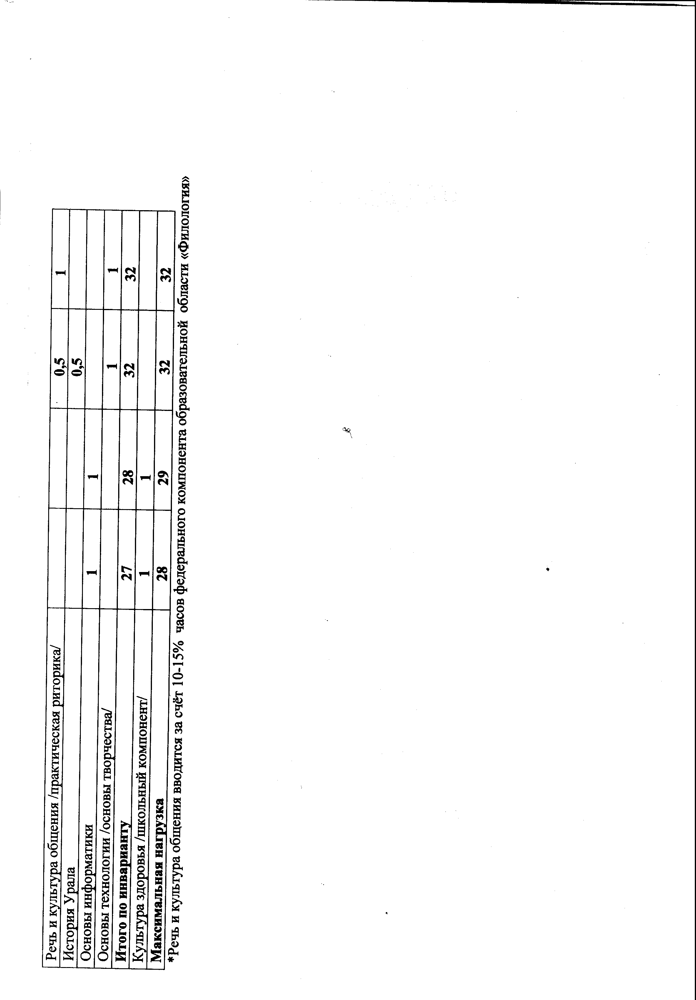 Речь и культура общения /практическая риторика/ 0,5 1
История Урала 0,5
Основы информатики 1 1
Основы технологии /основы творчества/ 1 1
Итого по инварианту 27 28 32 32
Культура здоровья /школьный компонент/ 1 1
Максимальная нагрузка 28 29 32 32
*Речь и культура общения вводится за счёт 10-15% часов федерального компонента образовательной области «Филология»